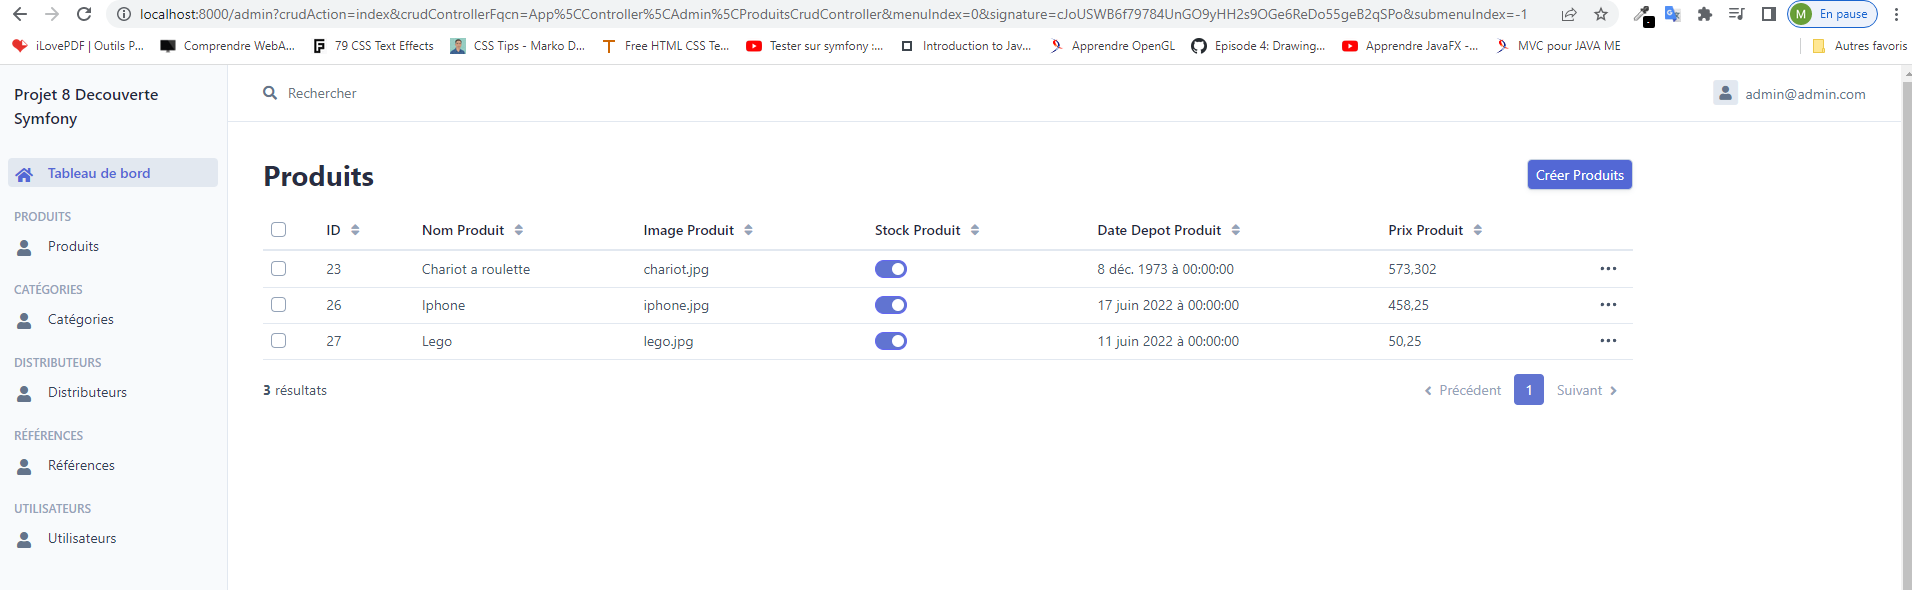 localhost:8000/admin?crudAction=index&crudControllerFqcn=App%5CController%5CAdmin%5CProduitsCrudController&menuIndex=0&signature=cJoUSWB6f79784UnGO9yHH2s9OGe6ReDo55geB2qSPo&submenuIndex=-1
M En pause
iLovePDF | Outils P... Comprendre WebA... 79 CSS Text Effects CSS Tips - Marko D... Free HTML CSS Te... Tester sur symfony :... Introduction to Jav... Apprendre OpenGL Episode 4: Drawing... Apprendre JavaFX -... MVC pour JAVA ME Autres favoris
Projet 8 Decouverte
Symfony
Rechercher
admin@admin.com
Tableau de bord
PRODUITS
Produits
CATÉGORIES
Catégories
DISTRIBUTEURS
Distributeurs
RÉFÉRENCES
Références
UTILISATEURS
Utilisateurs
Produits
Créer Produits
ID Nom Produit Image Produit Stock Produit Date Depot Produit Prix Produit
23 Chariot a roulette chariot.jpg 8 déc. 1973 à 00:00:00 573,302
26 Iphone iphone.jpg 17 juin 2022 à 00:00:00 458,25
27 Lego lego.jpg 11 juin 2022 à 00:00:00 50,25
3 résultats
Précédent 1 Suivant